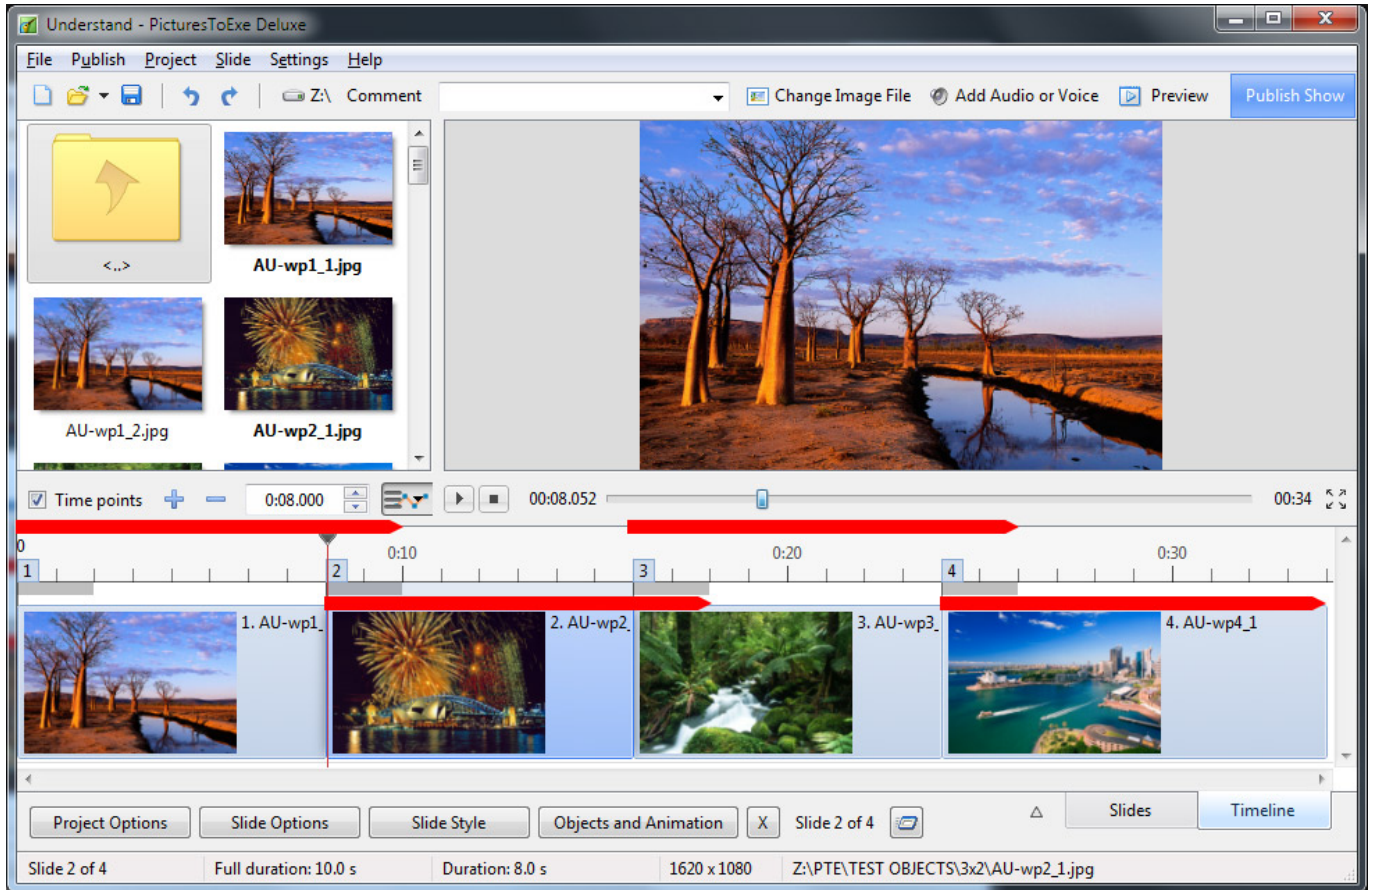 Understand - PicturesToExe Deluxe
File Publish Project Slide Settings Help
Z:\ Comment Change Image File Add Audio or Voice Preview Publish Show
<..> AU-wp1_1.jpg
AU-wp1_2.jpg AU-wp2_1.jpg
Time points 0:08.000 00:08.052 00:34
0 0:10 0:20 0:30
1 2 3 4
1. AU-wp1_ 2. AU-wp2_ 3. AU-wp3_ 4. AU-wp4_1
Project Options Slide Options Slide Style Objects and Animation X Slide 2 of 4 Slides Timeline
Slide 2 of 4 Full duration: 10.0 s Duration: 8.0 s 1620 x 1080 Z:\PTE\TEST OBJECTS\3x2\AU-wp2_1.jpg